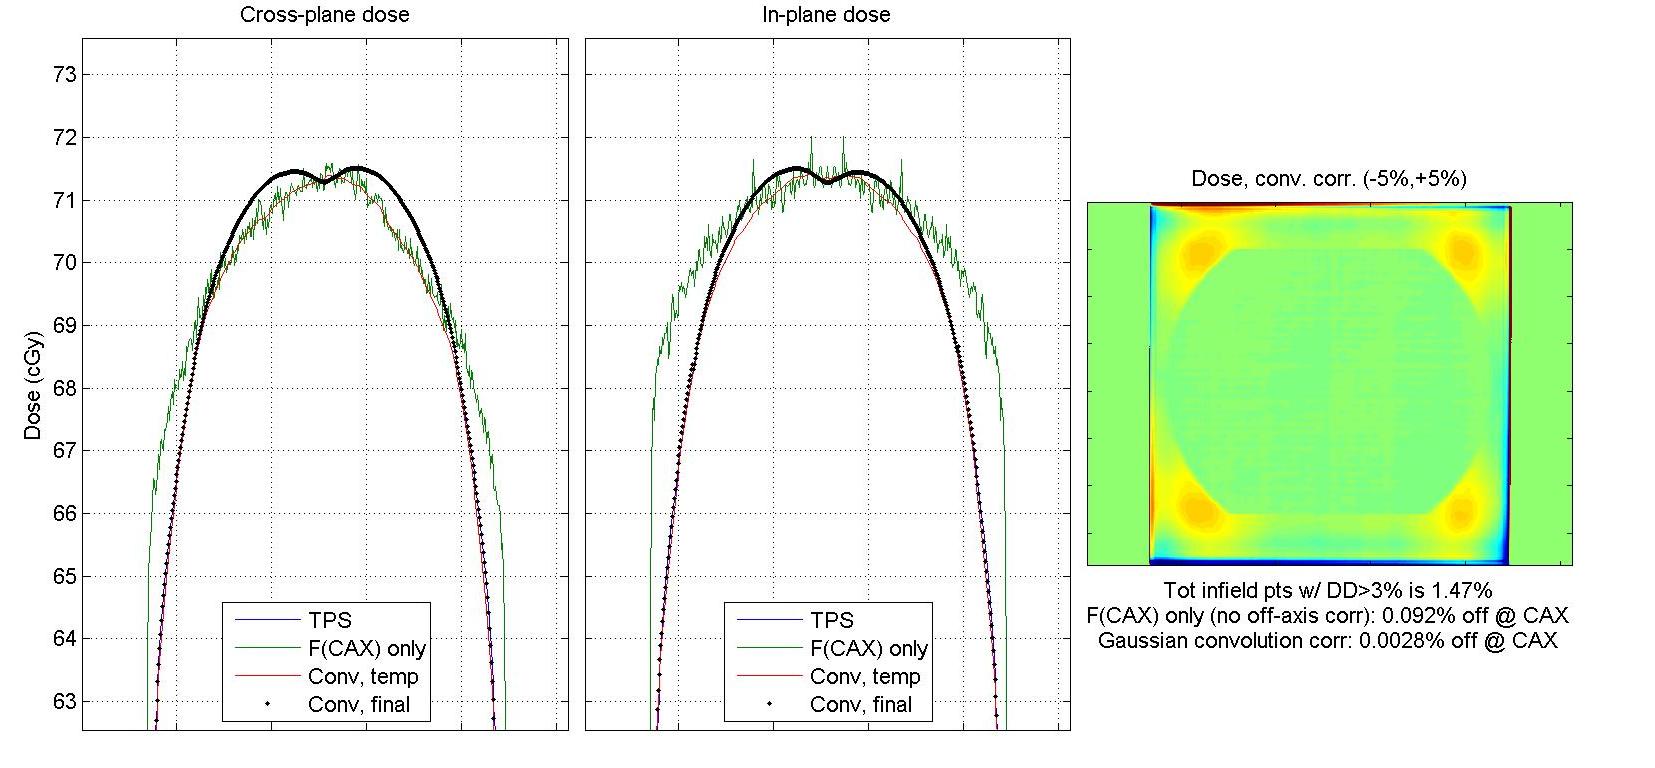 Cross-plane dose
In-plane dose
73
72
71
70
69
68
67
66
65
64
63
Dose (cGy)
TPS
F(CAX) only
Conv, temp
Conv, final
TPS
F(CAX) only
Conv, temp
Conv, final
Dose, conv. corr. (-5%,+5%)
Tot infield pts w/ DD>3% is 1.47%
F(CAX) only (no off-axis corr): 0.092% off @ CAX
Gaussian convolution corr: 0.0028% off @ CAX